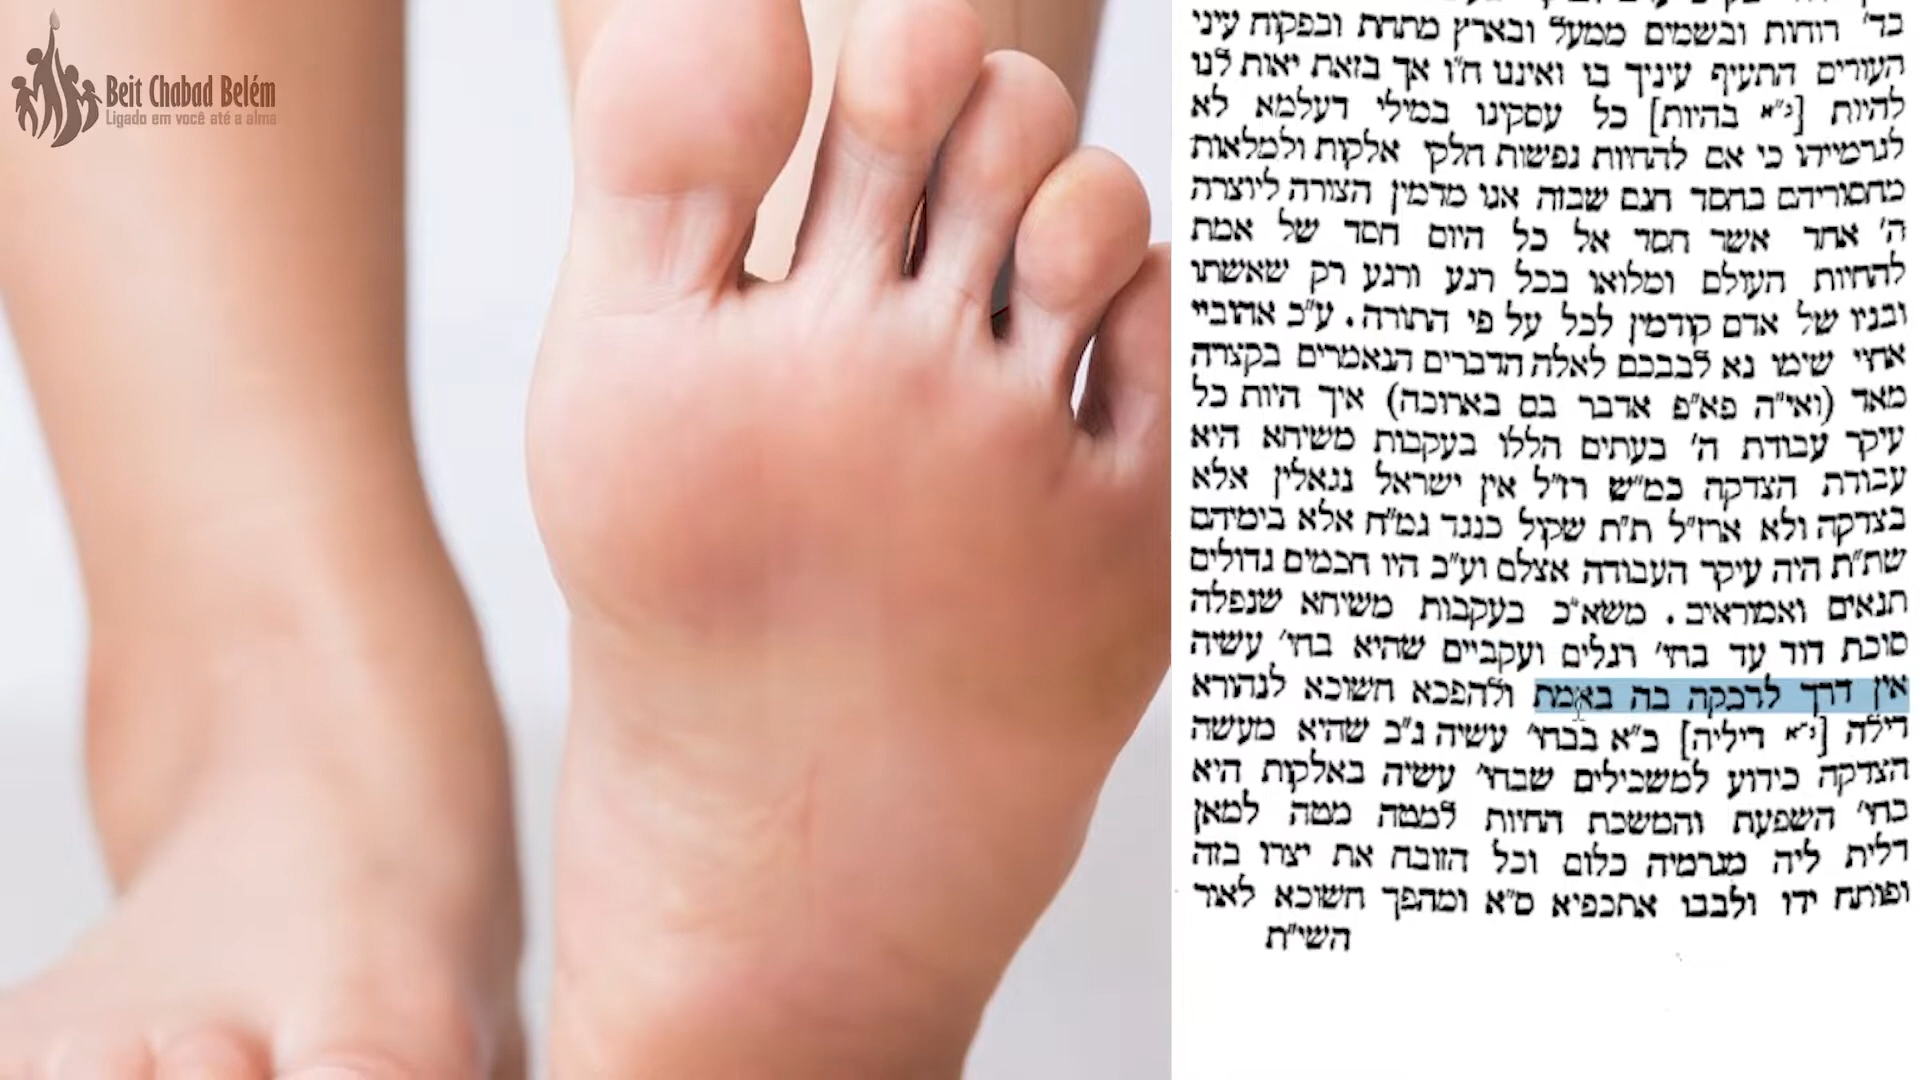 Beit Chabad Belém
Ligado em você até a alma
בד' רוחות ובשמים ממעל ובארץ מתחת ובפקוח עיני
העורים התעיף עיניך בו ואיננו ח"ו אך בזאת יאות לנו
להיות [נ"א בהיות] כל עסקינו במילי דעלמא לא
לגרמייהו כי אם להחיות נפשות חלקי אלקות ולמלאות
מחסוריהם בחסד חנם שבזה אנו מדמין הצורה ליוצרה
ה' אחד אשר חסד אל כל היום חסד של אמת
להחיות העולם ומלואו בכל רגע ורגע רק שאשתו
ובניו של אדם קודמין לכל על פי התורה. ע"כ אהוביי
אחיי שימו נא לבבכם לאלה הדברים הנאמרים בקצרה
מאד (ואי"ה פא"פ אדבר בם בארוכה) איך היות כל
עיקר עבודת ה' בעתים הללו בעקבות משיחא היא
עבודת הצדקה כמ"ש רז"ל אין ישראל נגאלין אלא
בצדקה ולא ארז"ל ת"ת שקול כנגד גמ"ח אלא בימיהם
שת"ת היה עיקר העבודה אצלם וע"כ היו חכמים גדולים
תנאים ואמוראים. משא"כ בעקבות משיחא שנפלה
סוכת דוד עד בחי' רגלים ועקביים שהיא בחי' עשיה
אין דרך לדבקה בה באמת ולהפכא חשוכא לנהורא
דילה [נ"א דיליה] כ"א בבחי' עשיה ג"כ שהיא מעשה
הצדקה כידוע למשכילים שבחי' עשיה באלקות היא
בחי' השפעת והמשכת החיות למטה מטה למאן
דלית ליה מגרמיה כלום וכל הזובח את יצרו בזה
ופותח ידו ולבבו אתכפיא ס"א ומהפך חשוכא לאור
השי"ת